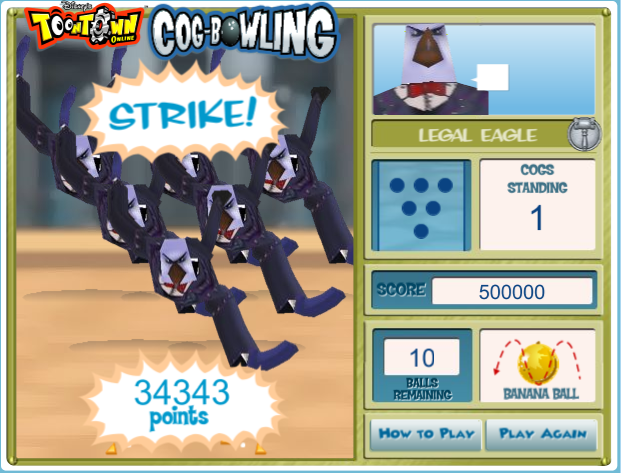 Disney's
TOONTOWN
ONLINE
COG-BOWLING
STRIKE!
LEGAL EAGLE
COGS
STANDING
1
SCORE 500000
10
BALLS
REMAINING
BANANA BALL
34343
points
HOW TO PLAY
PLAY AGAIN